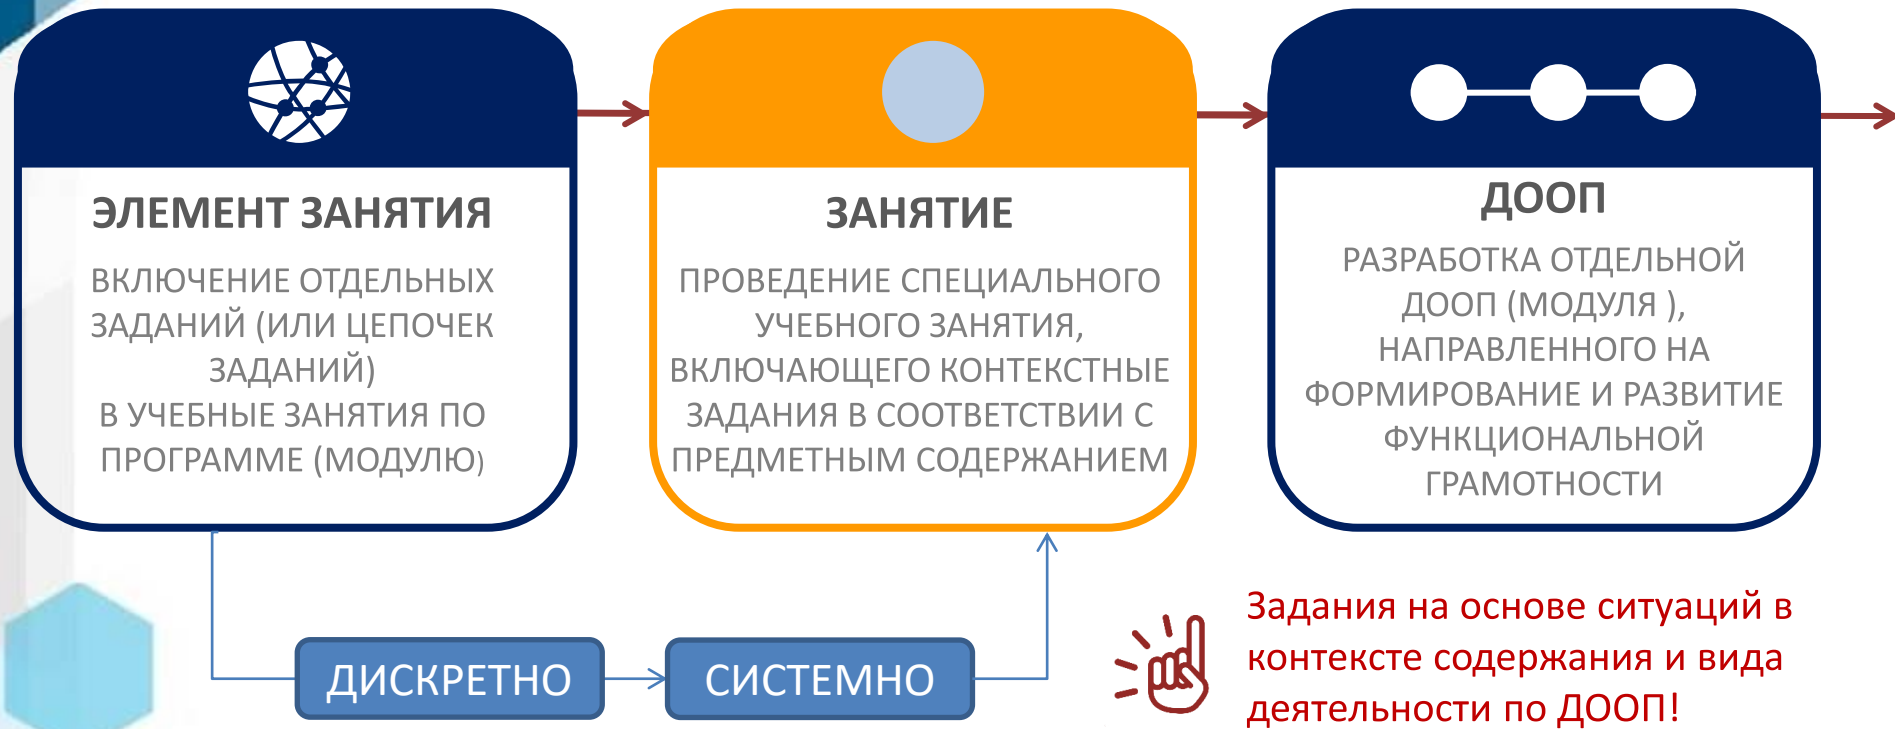 ЭЛЕМЕНТ ЗАНЯТИЯ
ВКЛЮЧЕНИЕ ОТДЕЛЬНЫХ
ЗАДАНИЙ (ИЛИ ЦЕПОЧЕК
ЗАДАНИЙ)
В УЧЕБНЫЕ ЗАНЯТИЯ ПО
ПРОГРАММЕ (МОДУЛЮ)
ЗАНЯТИЕ
ПРОВЕДЕНИЕ СПЕЦИАЛЬНОГО
УЧЕБНОГО ЗАНЯТИЯ,
ВКЛЮЧАЮЩЕГО КОНТЕКСТНЫЕ
ЗАДАНИЯ В СООТВЕТСТВИИ С
ПРЕДМЕТНЫМ СОДЕРЖАНИЕМ
ДООП
РАЗРАБОТКА ОТДЕЛЬНОЙ
ДООП (МОДУЛЯ ),
НАПРАВЛЕННОГО НА
ФОРМИРОВАНИЕ И РАЗВИТИЕ
ФУНКЦИОНАЛЬНОЙ
ГРАМОТНОСТИ
ДИСКРЕТНО
СИСТЕМНО
Задания на основе ситуаций в
контексте содержания и вида
деятельности по ДООП!